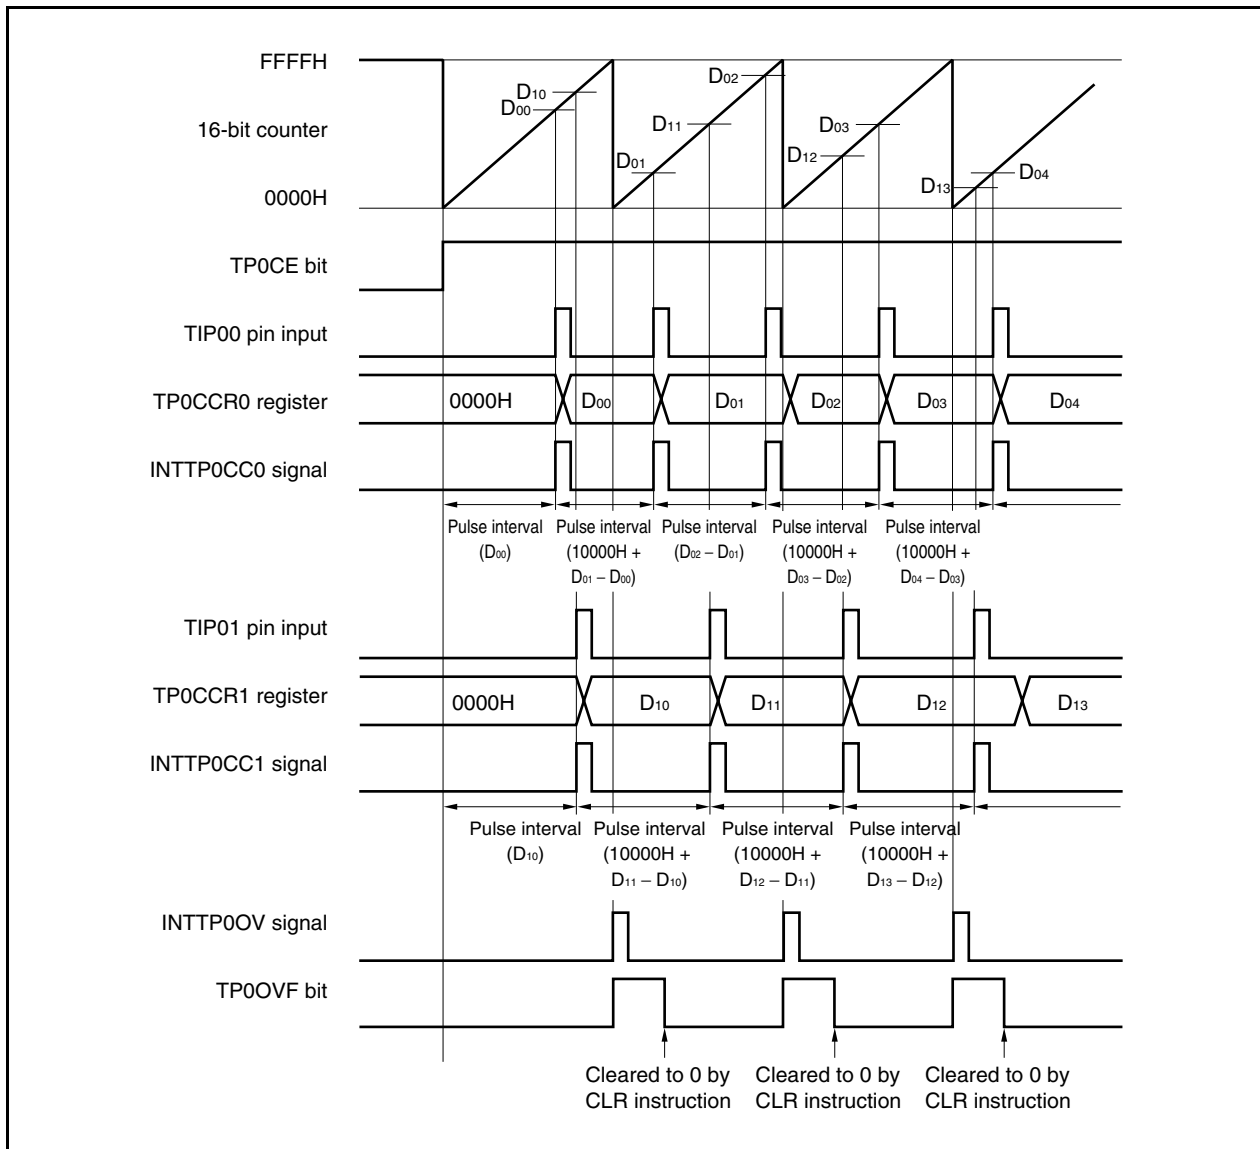 FFFFH
16-bit counter
0000H
D10
D00
D01
D11
D02
D12
D03
D13
D04
TP0CE bit
TIP00 pin input
TP0CCR0 register
0000H
D00
D01
D02
D03
D04
INTTP0CC0 signal
Pulse interval
(D00)
Pulse interval
(10000H +
D01 – D00)
Pulse interval
(D02 – D01)
Pulse interval
(10000H +
D03 – D02)
Pulse interval
(10000H +
D04 – D03)
TIP01 pin input
TP0CCR1 register
0000H
D10
D11
D12
D13
INTTP0CC1 signal
Pulse interval
(D10)
Pulse interval
(10000H +
D11 – D10)
Pulse interval
(10000H +
D12 – D11)
Pulse interval
(10000H +
D13 – D12)
INTTP0OV signal
TP0OVF bit
Cleared to 0 by
CLR instruction
Cleared to 0 by
CLR instruction
Cleared to 0 by
CLR instruction